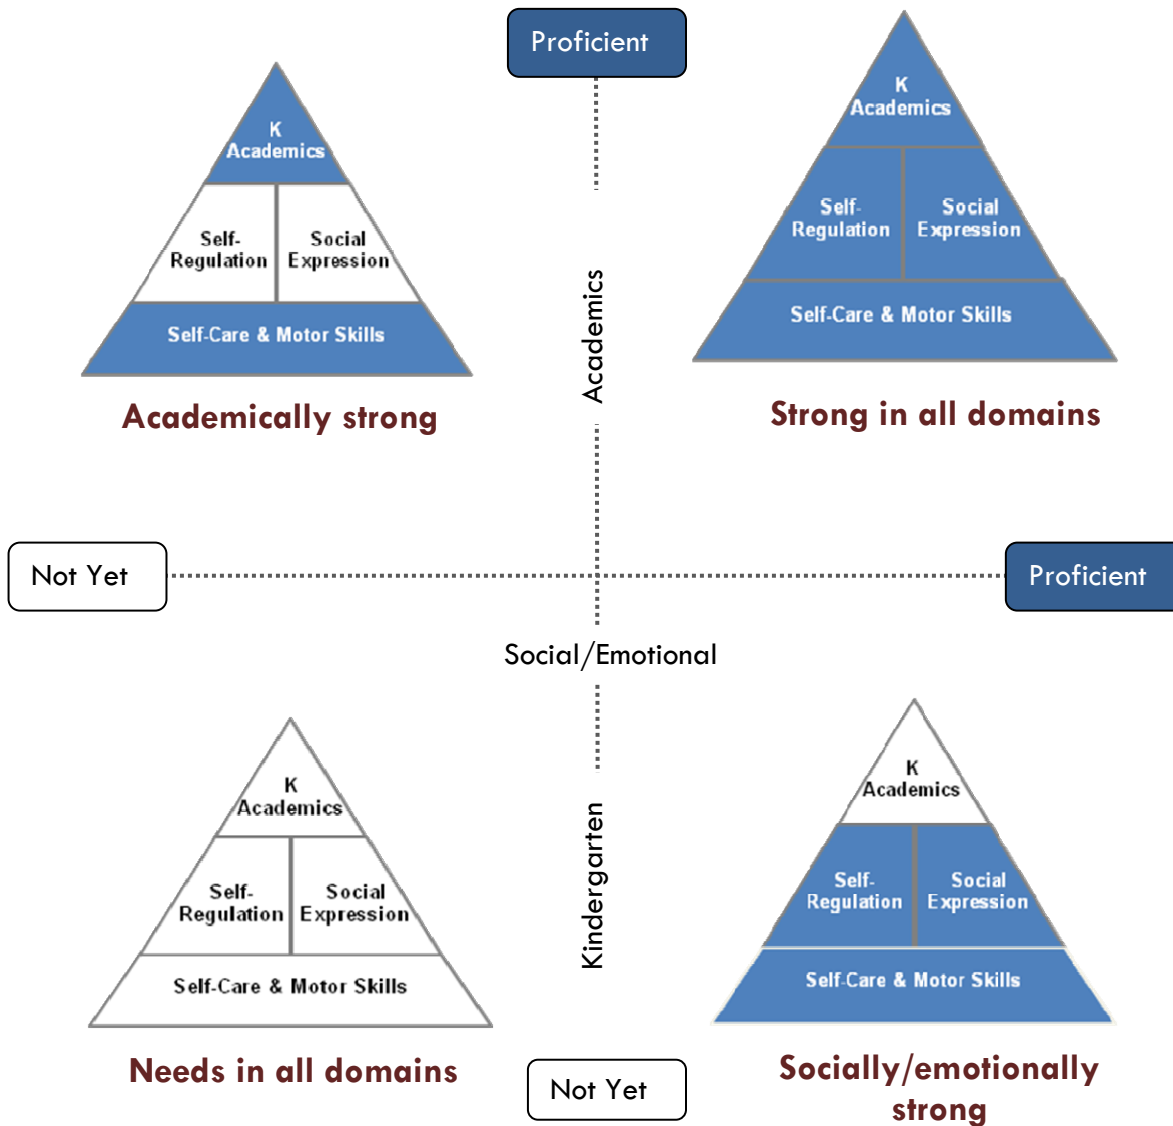 Proficient
K
Academics
Self-
Regulation
Social
Expression
Self-Care & Motor Skills
Academically strong
K
Academics
Self-
Regulation
Social
Expression
Self-Care & Motor Skills
Strong in all domains
Kindergarten Academics
Not Yet
Proficient
Social/Emotional
K
Academics
Self-
Regulation
Social
Expression
Self-Care & Motor Skills
Needs in all domains
K
Academics
Self-
Regulation
Social
Expression
Self-Care & Motor Skills
Socially/emotionally
strong
Not Yet